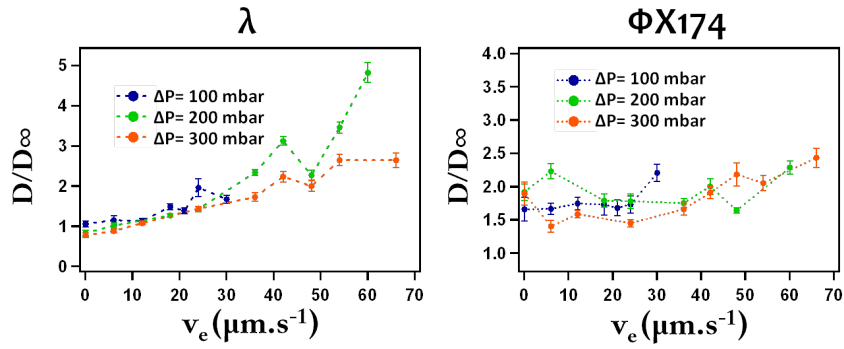 λ
5
4
3
2
1
0
D/D∞
ΔP= 100 mbar
ΔP= 200 mbar
ΔP= 300 mbar
0 10 20 30 40 50 60 70
vₑ (μm.s⁻¹)
ΦX174
4.0
3.5
3.0
2.5
2.0
1.5
1.0
D/D∞
ΔP= 100 mbar
ΔP= 200 mbar
ΔP= 300 mbar
0 10 20 30 40 50 60 70
vₑ (μm.s⁻¹)